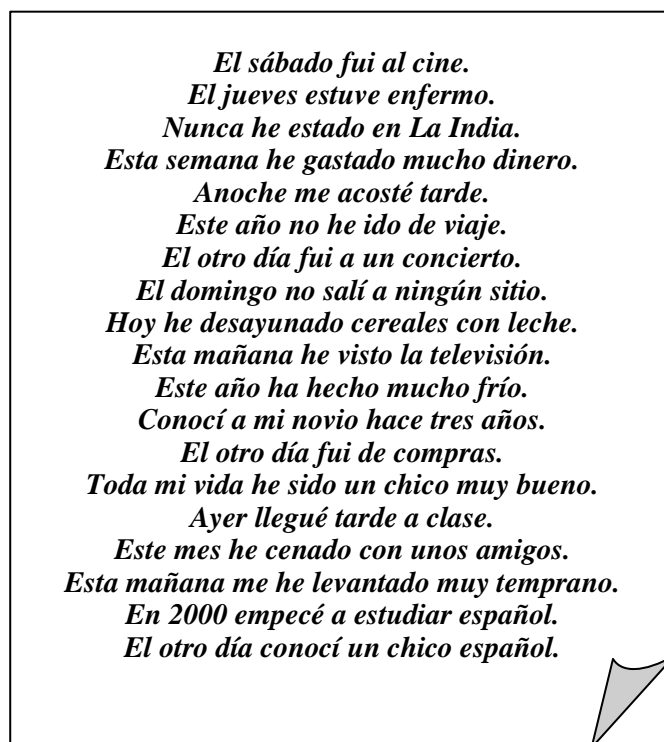 El sábado fui al cine.
El jueves estuve enfermo.
Nunca he estado en La India.
Esta semana he gastado mucho dinero.
Anoche me acosté tarde.
Este año no he ido de viaje.
El otro día fui a un concierto.
El domingo no salí a ningún sitio.
Hoy he desayunado cereales con leche.
Esta mañana he visto la televisión.
Este año ha hecho mucho frío.
Conocí a mi novio hace tres años.
El otro día fui de compras.
Toda mi vida he sido un chico muy bueno.
Ayer llegué tarde a clase.
Este mes he cenado con unos amigos.
Esta mañana me he levantado muy temprano.
En 2000 empecé a estudiar español.
El otro día conocí un chico español.